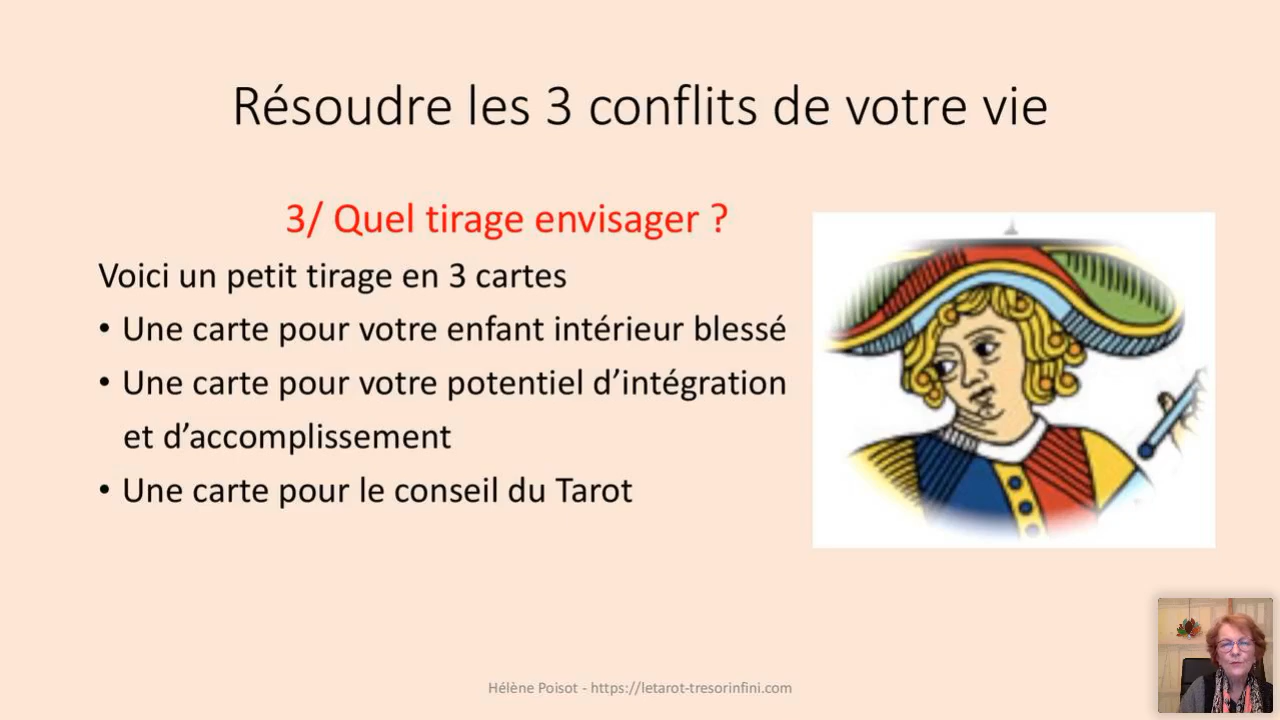 Résoudre les 3 conflits de votre vie
3/ Quel tirage envisager ?
Voici un petit tirage en 3 cartes
• Une carte pour votre enfant intérieur blessé
• Une carte pour votre potentiel d’intégration
et d’accomplissement
• Une carte pour le conseil du Tarot
Hélène Poisot - https://letarot-tresorinfini.com